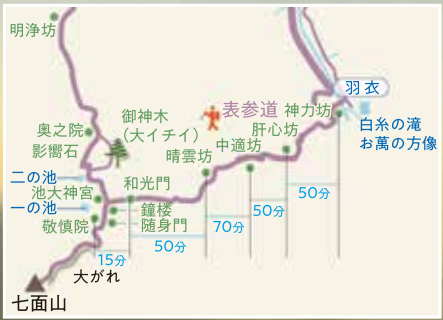 明浄坊
羽衣
御神木
(大イチイ)
表参道
神力坊
白糸の滝
お萬の方像
奥之院
影嚮石
肝心坊
中適坊
晴雲坊
二の池
池大神宮
和光門
一の池
鐘楼
敬慎院
随身門
50分
50分
70分
50分
15分
大がれ
七面山